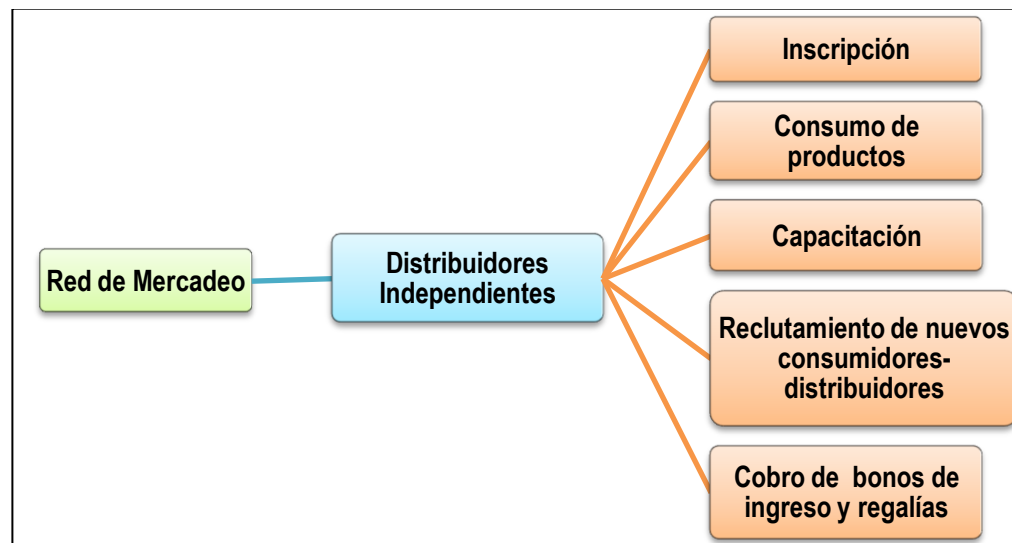 Red de Mercadeo
Distribuidores
Independientes
Inscripción
Consumo de
productos
Capacitación
Reclutamiento de nuevos
consumidores-
distribuidores
Cobro de  bonos de
ingreso y regalías